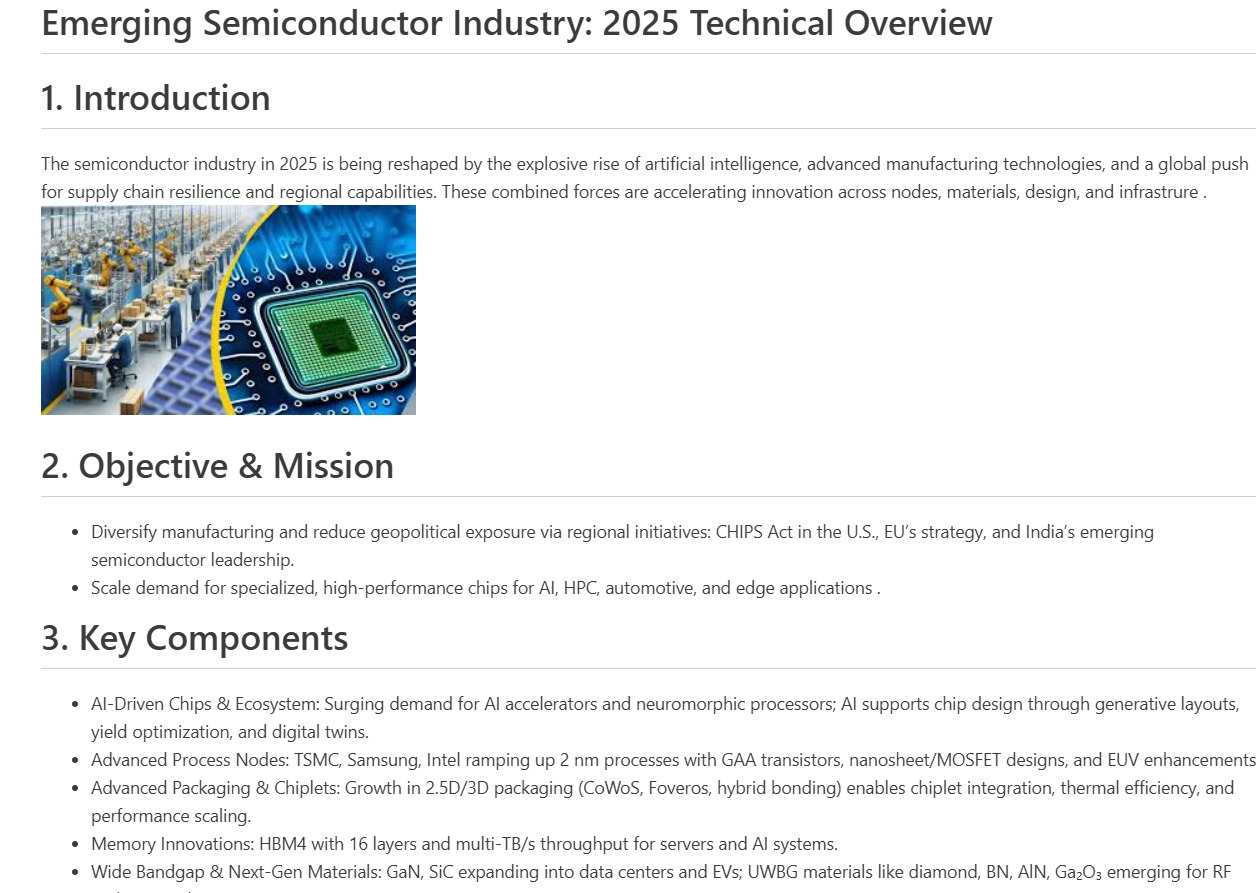 Emerging Semiconductor Industry: 2025 Technical Overview
1. Introduction
The semiconductor industry in 2025 is being reshaped by the explosive rise of artificial intelligence, advanced manufacturing technologies, and a global push
for supply chain resilience and regional capabilities. These combined forces are accelerating innovation across nodes, materials, design, and infrastrure .
2. Objective & Mission
• Diversify manufacturing and reduce geopolitical exposure via regional initiatives: CHIPS Act in the U.S., EU’s strategy, and India’s emerging
semiconductor leadership.
• Scale demand for specialized, high-performance chips for AI, HPC, automotive, and edge applications .
3. Key Components
• AI-Driven Chips & Ecosystem: Surging demand for AI accelerators and neuromorphic processors; AI supports chip design through generative layouts,
yield optimization, and digital twins.
• Advanced Process Nodes: TSMC, Samsung, Intel ramping up 2 nm processes with GAA transistors, nanosheet/MOSFET designs, and EUV enhancements
• Advanced Packaging & Chiplets: Growth in 2.5D/3D packaging (CoWoS, Foveros, hybrid bonding) enables chiplet integration, thermal efficiency, and
performance scaling.
• Memory Innovations: HBM4 with 16 layers and multi-TB/s throughput for servers and AI systems.
• Wide Bandgap & Next-Gen Materials: GaN, SiC expanding into data centers and EVs; UWBG materials like diamond, BN, AlN, Ga₂O₃ emerging for RF